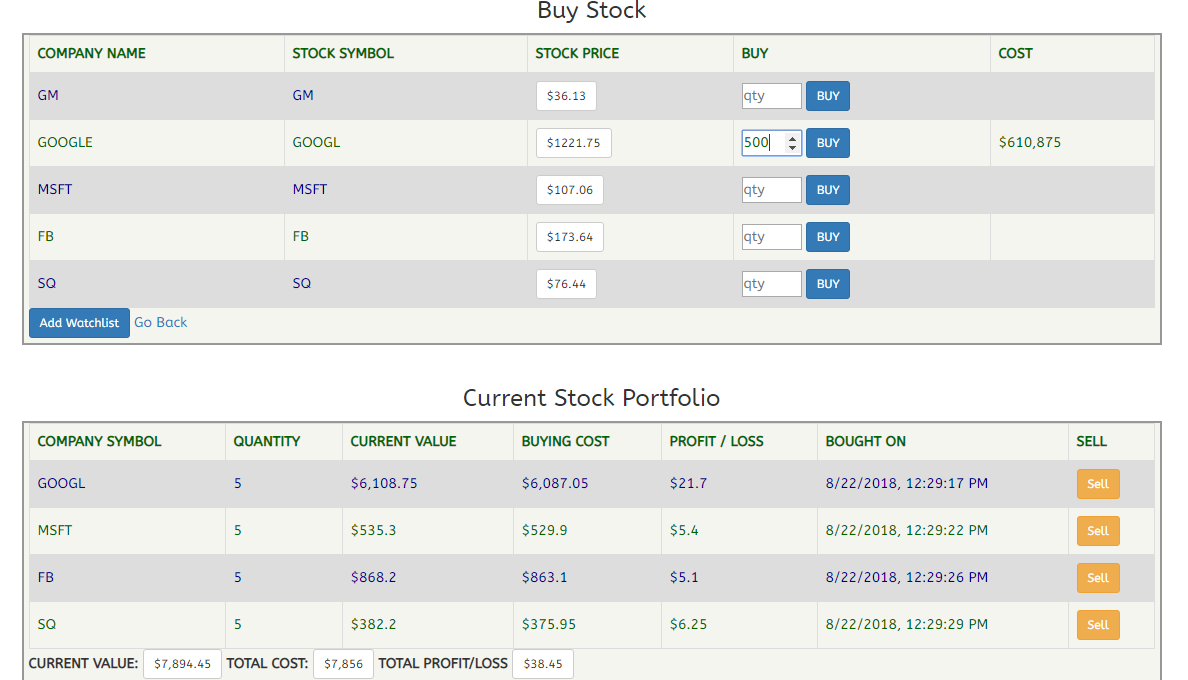 Buy Stock
COMPANY NAME STOCK SYMBOL STOCK PRICE BUY COST
GM GM $36.13 qty BUY
GOOGLE GOOGL $1221.75 500 BUY $610,875
MSFT MSFT $107.06 qty BUY
FB FB $173.64 qty BUY
SQ SQ $76.44 qty BUY
Add Watchlist Go Back
Current Stock Portfolio
COMPANY SYMBOL QUANTITY CURRENT VALUE BUYING COST PROFIT / LOSS BOUGHT ON SELL
GOOGL 5 $6,108.75 $6,087.05 $21.7 8/22/2018, 12:29:17 PM Sell
MSFT 5 $535.3 $529.9 $5.4 8/22/2018, 12:29:22 PM Sell
FB 5 $868.2 $863.1 $5.1 8/22/2018, 12:29:26 PM Sell
SQ 5 $382.2 $375.95 $6.25 8/22/2018, 12:29:29 PM Sell
CURRENT VALUE: $7,894.45 TOTAL COST: $7,856 TOTAL PROFIT/LOSS $38.45